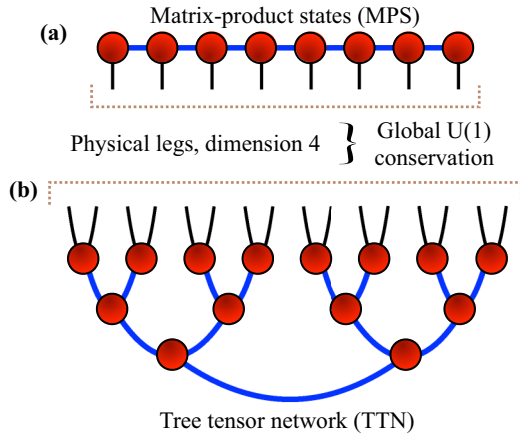 Matrix-product states (MPS)
(a)
Physical legs, dimension 4 } Global U(1)
conservation
(b)
Tree tensor network (TTN)